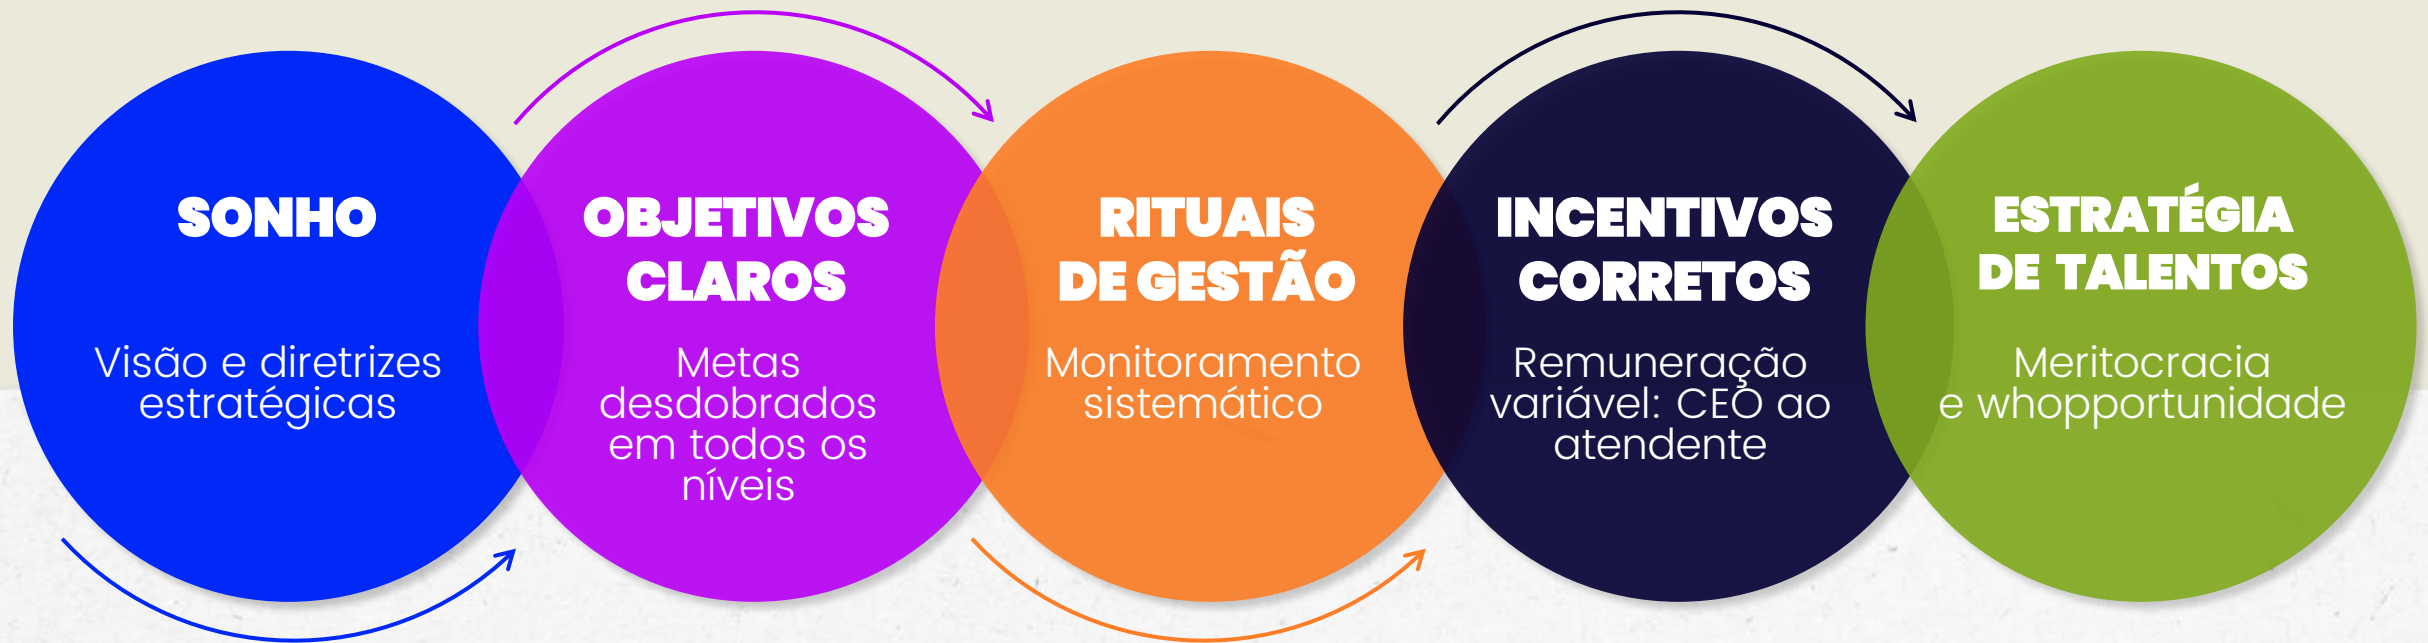 SONHO
Visão e diretrizes
estratégicas
OBJETIVOS
CLAROS
Metas
desdobrados
em todos os
níveis
RITUAIS
DE GESTÃO
Monitoramento
sistemático
INCENTIVOS
CORRETOS
Remuneração
variável: CEO ao
atendente
ESTRATÉGIA
DE TALENTOS
Meritocracia
e whopportunidade